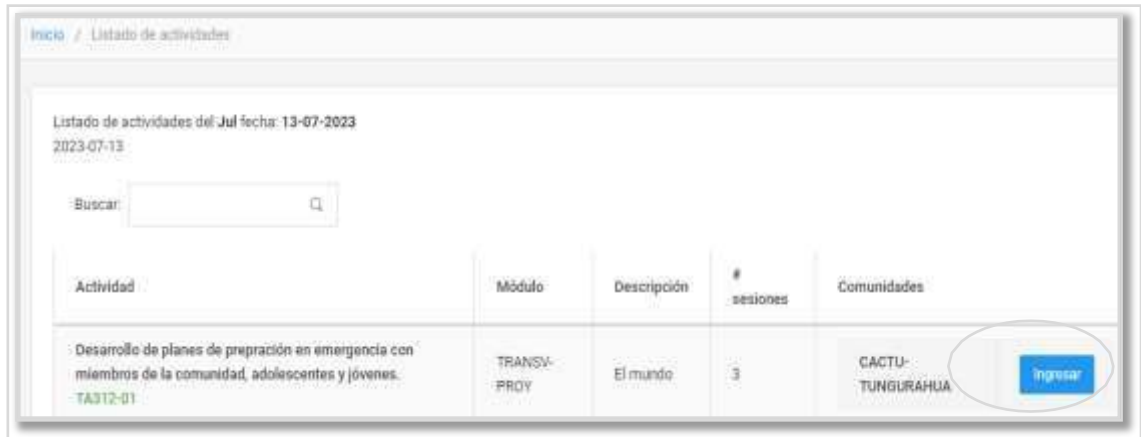 Inicio / Listado de actividades
Listado de actividades del Jul fecha: 13-07-2023
2023-07-13
Buscar:
Actividad
Módulo
Descripción
# sesiones
Comunidades
Desarrollo de planes de prepración en emergencia con
miembros de la comunidad, adolescentes y jóvenes.
TA312-01
TRANSV-
PROY
El mundo
3
CACTU-
TUNGURAHUA
Ingresar